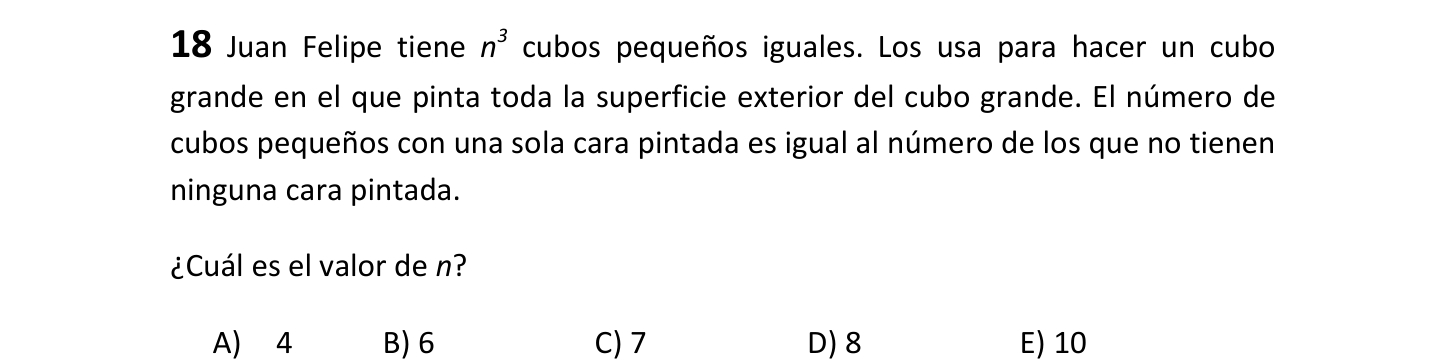 18 Juan Felipe tiene n³ cubos pequeños iguales. Los usa para hacer un cubo
grande en el que pinta toda la superficie exterior del cubo grande. El número de
cubos pequeños con una sola cara pintada es igual al número de los que no tienen
ninguna cara pintada.
¿Cuál es el valor de n?
A) 4 B) 6 C) 7 D) 8 E) 10